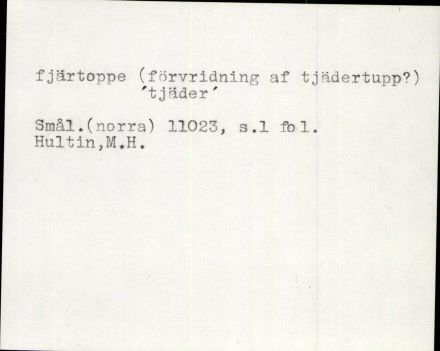 fjärtoppe (förvridning af tjädertupp?)
´tjäder´
Smål.(norra) 11023, s.1 fol.
Hultin,M.H.